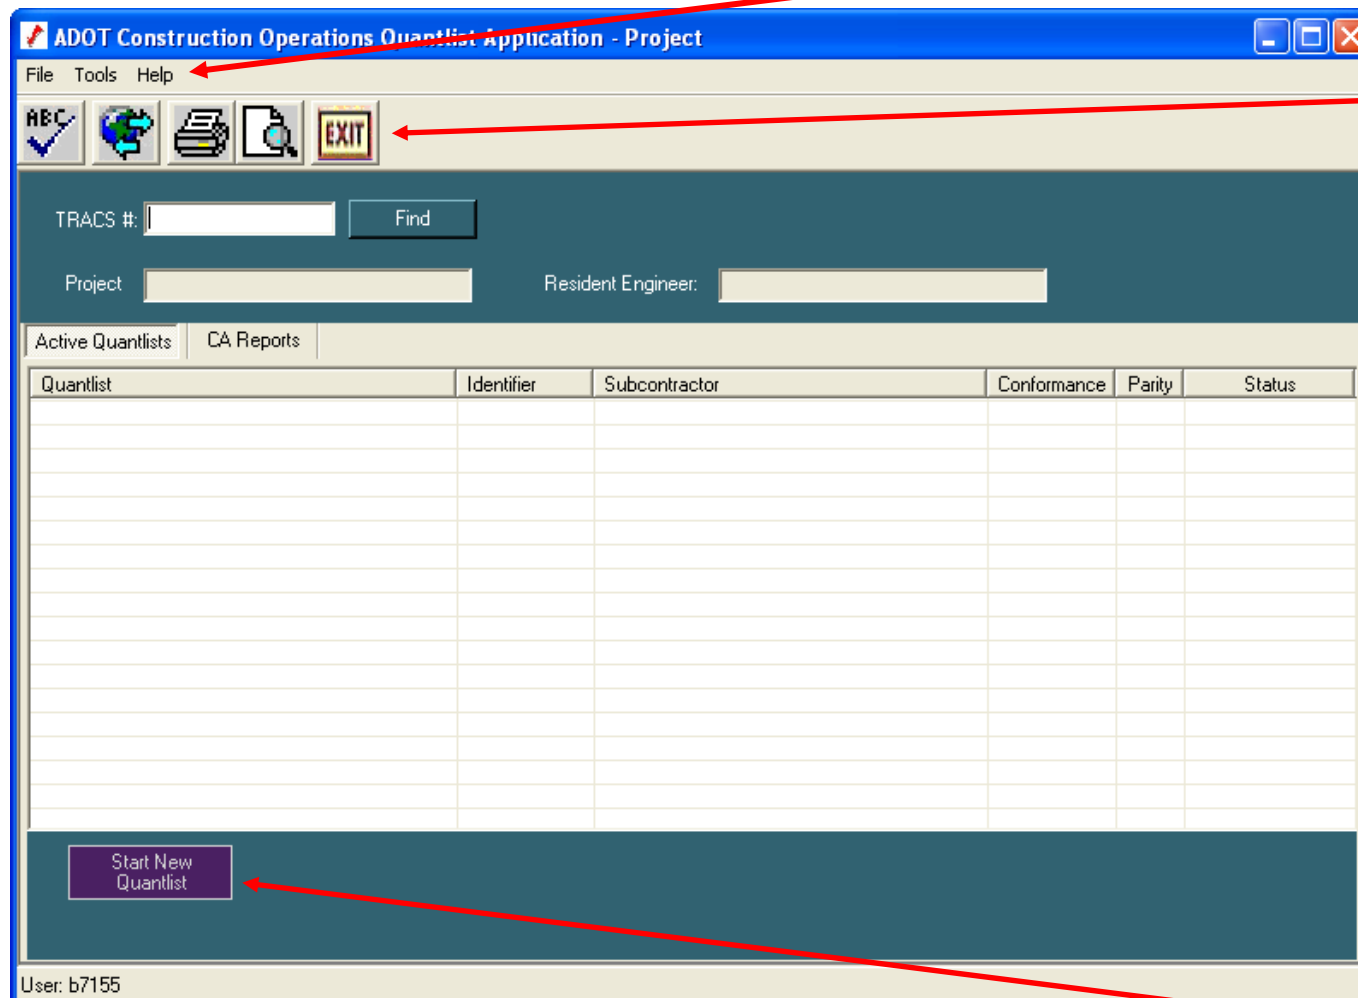 ADOT Construction Operations Quantlist Application - Project
File Tools Help
ABC EXIT
TRACS #: Find
Project Resident Engineer:
Active Quantlists CA Reports
Quantlist Identifier Subcontractor Conformance Parity Status
Start New
Quantlist
User: b7155